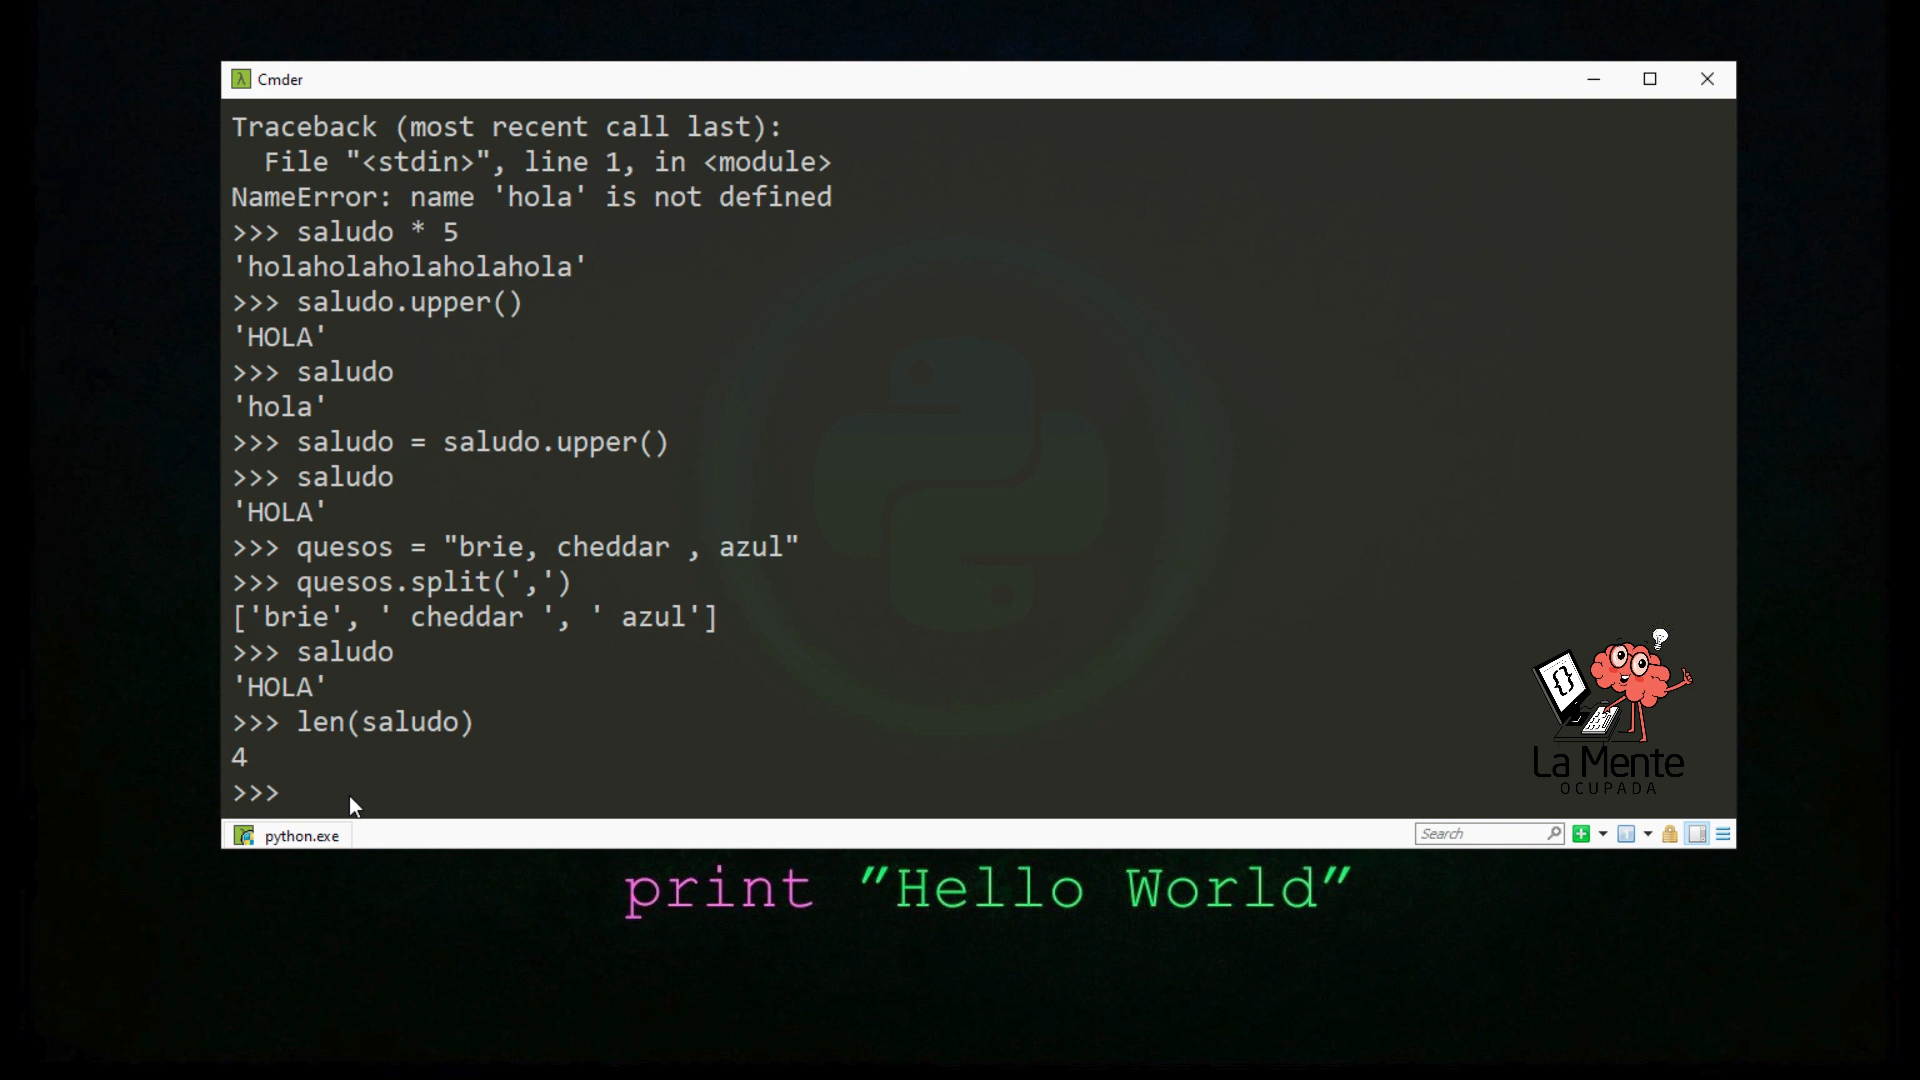 Cmder
Traceback (most recent call last):
  File "<stdin>", line 1, in <module>
NameError: name 'hola' is not defined
>>> saludo * 5
'holaholaholaholahola'
>>> saludo.upper()
'HOLA'
>>> saludo
'hola'
>>> saludo = saludo.upper()
>>> saludo
'HOLA'
>>> quesos = "brie, cheddar , azul"
>>> quesos.split(',')
['brie', ' cheddar ', ' azul']
>>> saludo
'HOLA'
>>> len(saludo)
4
>>>
{}
La Mente
OCUPADA
python.exe
Search
print "Hello World"